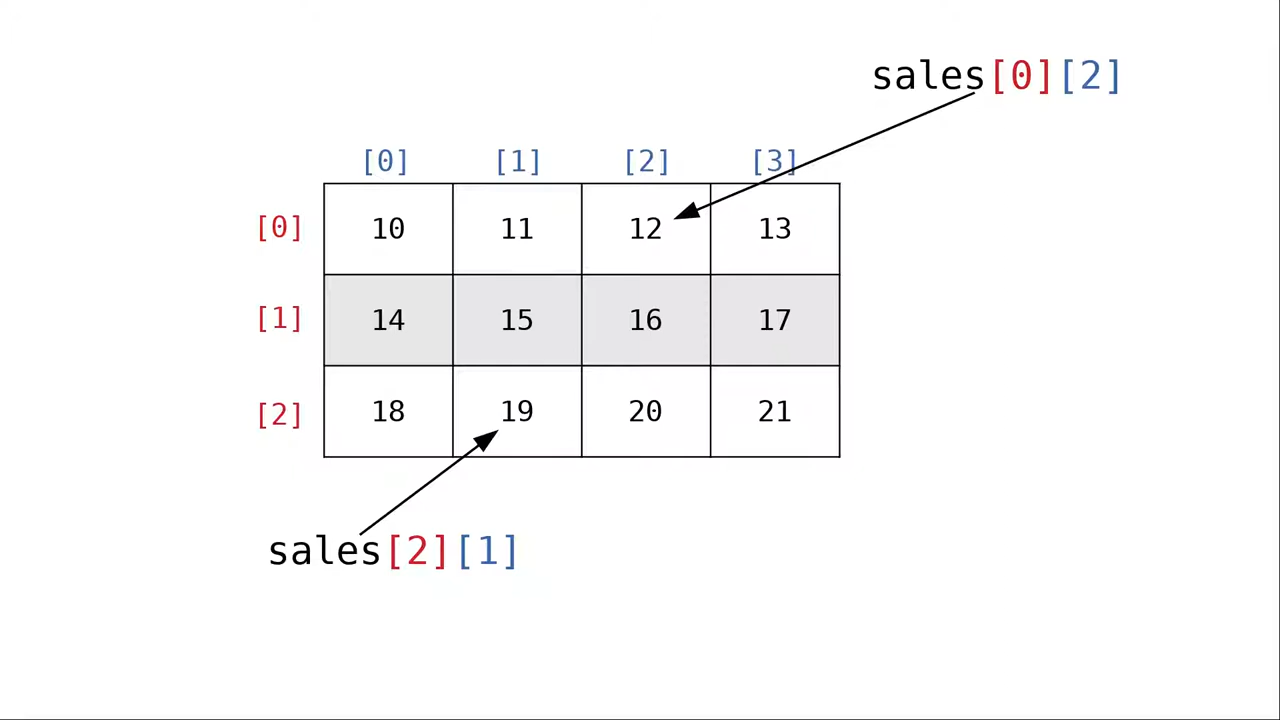 sales[0][2]
[0] [1] [2] [3]
[0] 10 11 12 13
[1] 14 15 16 17
[2] 18 19 20 21
sales[2][1]